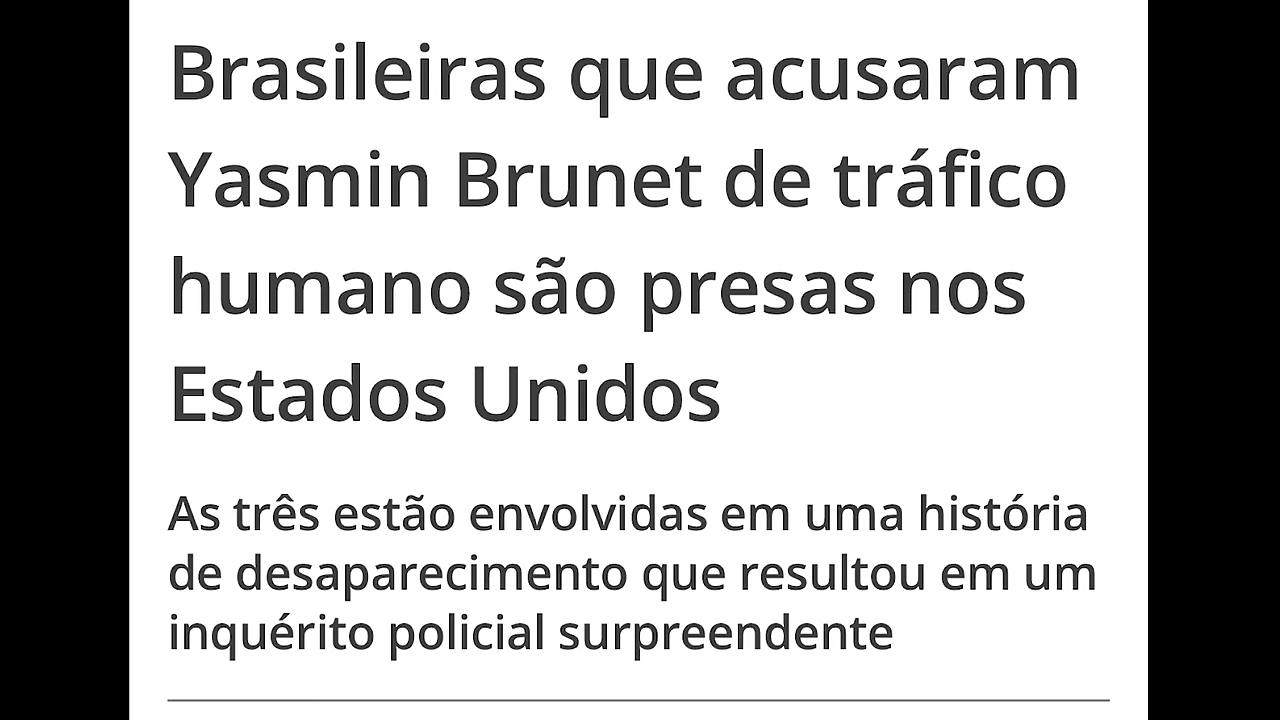 Brasileiras que acusaram
Yasmin Brunet de tráfico
humano são presas nos
Estados Unidos
As três estão envolvidas em uma história
de desaparecimento que resultou em um
inquérito policial surpreendente